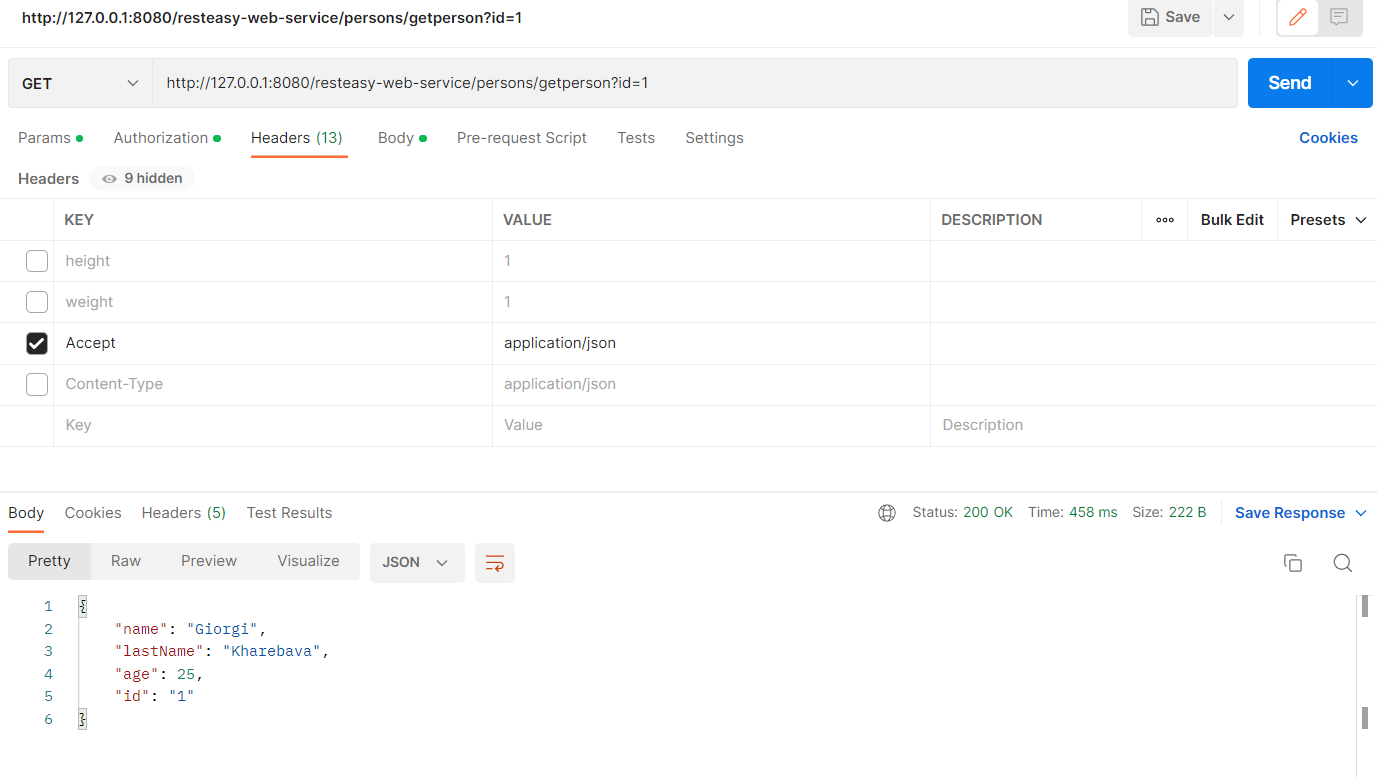 http://127.0.0.1:8080/resteasy-web-service/persons/getperson?id=1
Save
GET
http://127.0.0.1:8080/resteasy-web-service/persons/getperson?id=1
Send
Params Authorization Headers (13) Body Pre-request Script Tests Settings Cookies
Headers 9 hidden
KEY VALUE DESCRIPTION Bulk Edit Presets
height 1
weight 1
Accept application/json
Content-Type application/json
Key Value Description
Body Cookies Headers (5) Test Results Status: 200 OK Time: 458 ms Size: 222 B Save Response
Pretty Raw Preview Visualize JSON
1 {
2 "name": "Giorgi",
3 "lastName": "Kharebava",
4 "age": 25,
5 "id": "1"
6 }